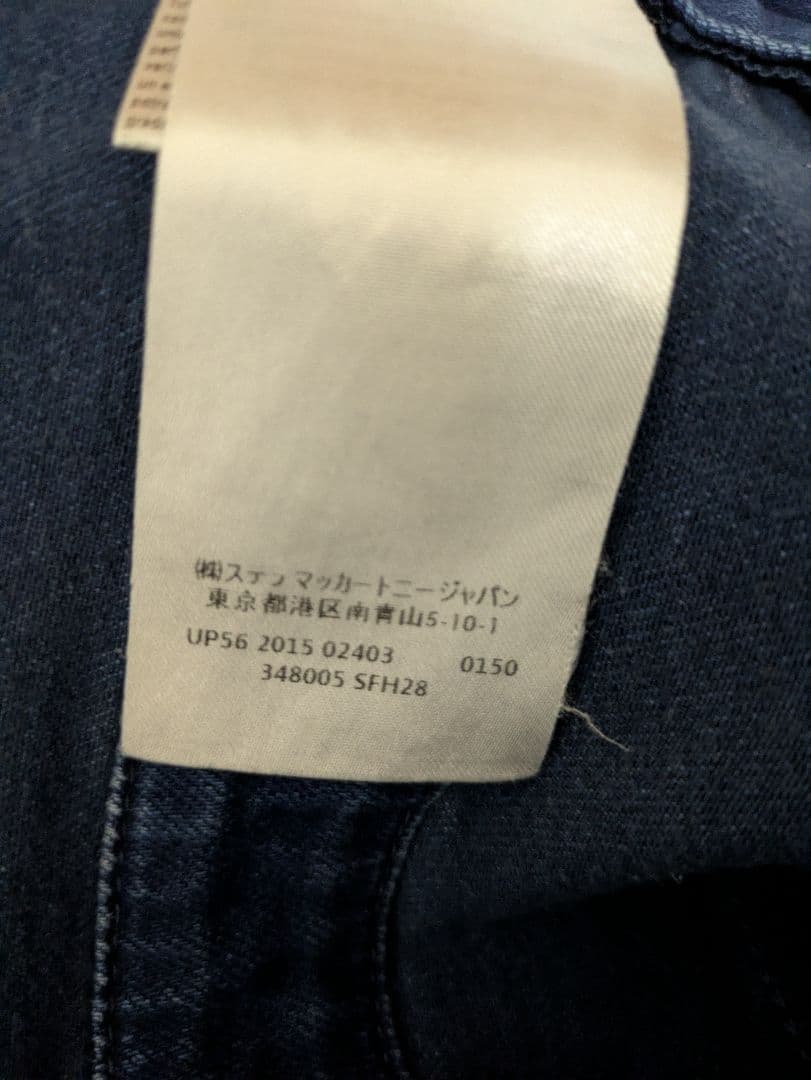 ㈱ステラ マッカートニージャパン
東京都港区南青山5-10-1
UP56 2015 02403 0150
348005 SFH28